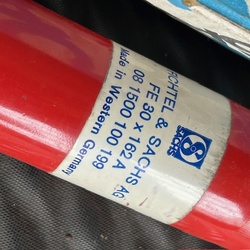 FICHTEL & SACHS AG
FE 30 x 162 A
08 1500 100 199
Made in Western Germany
SACHS